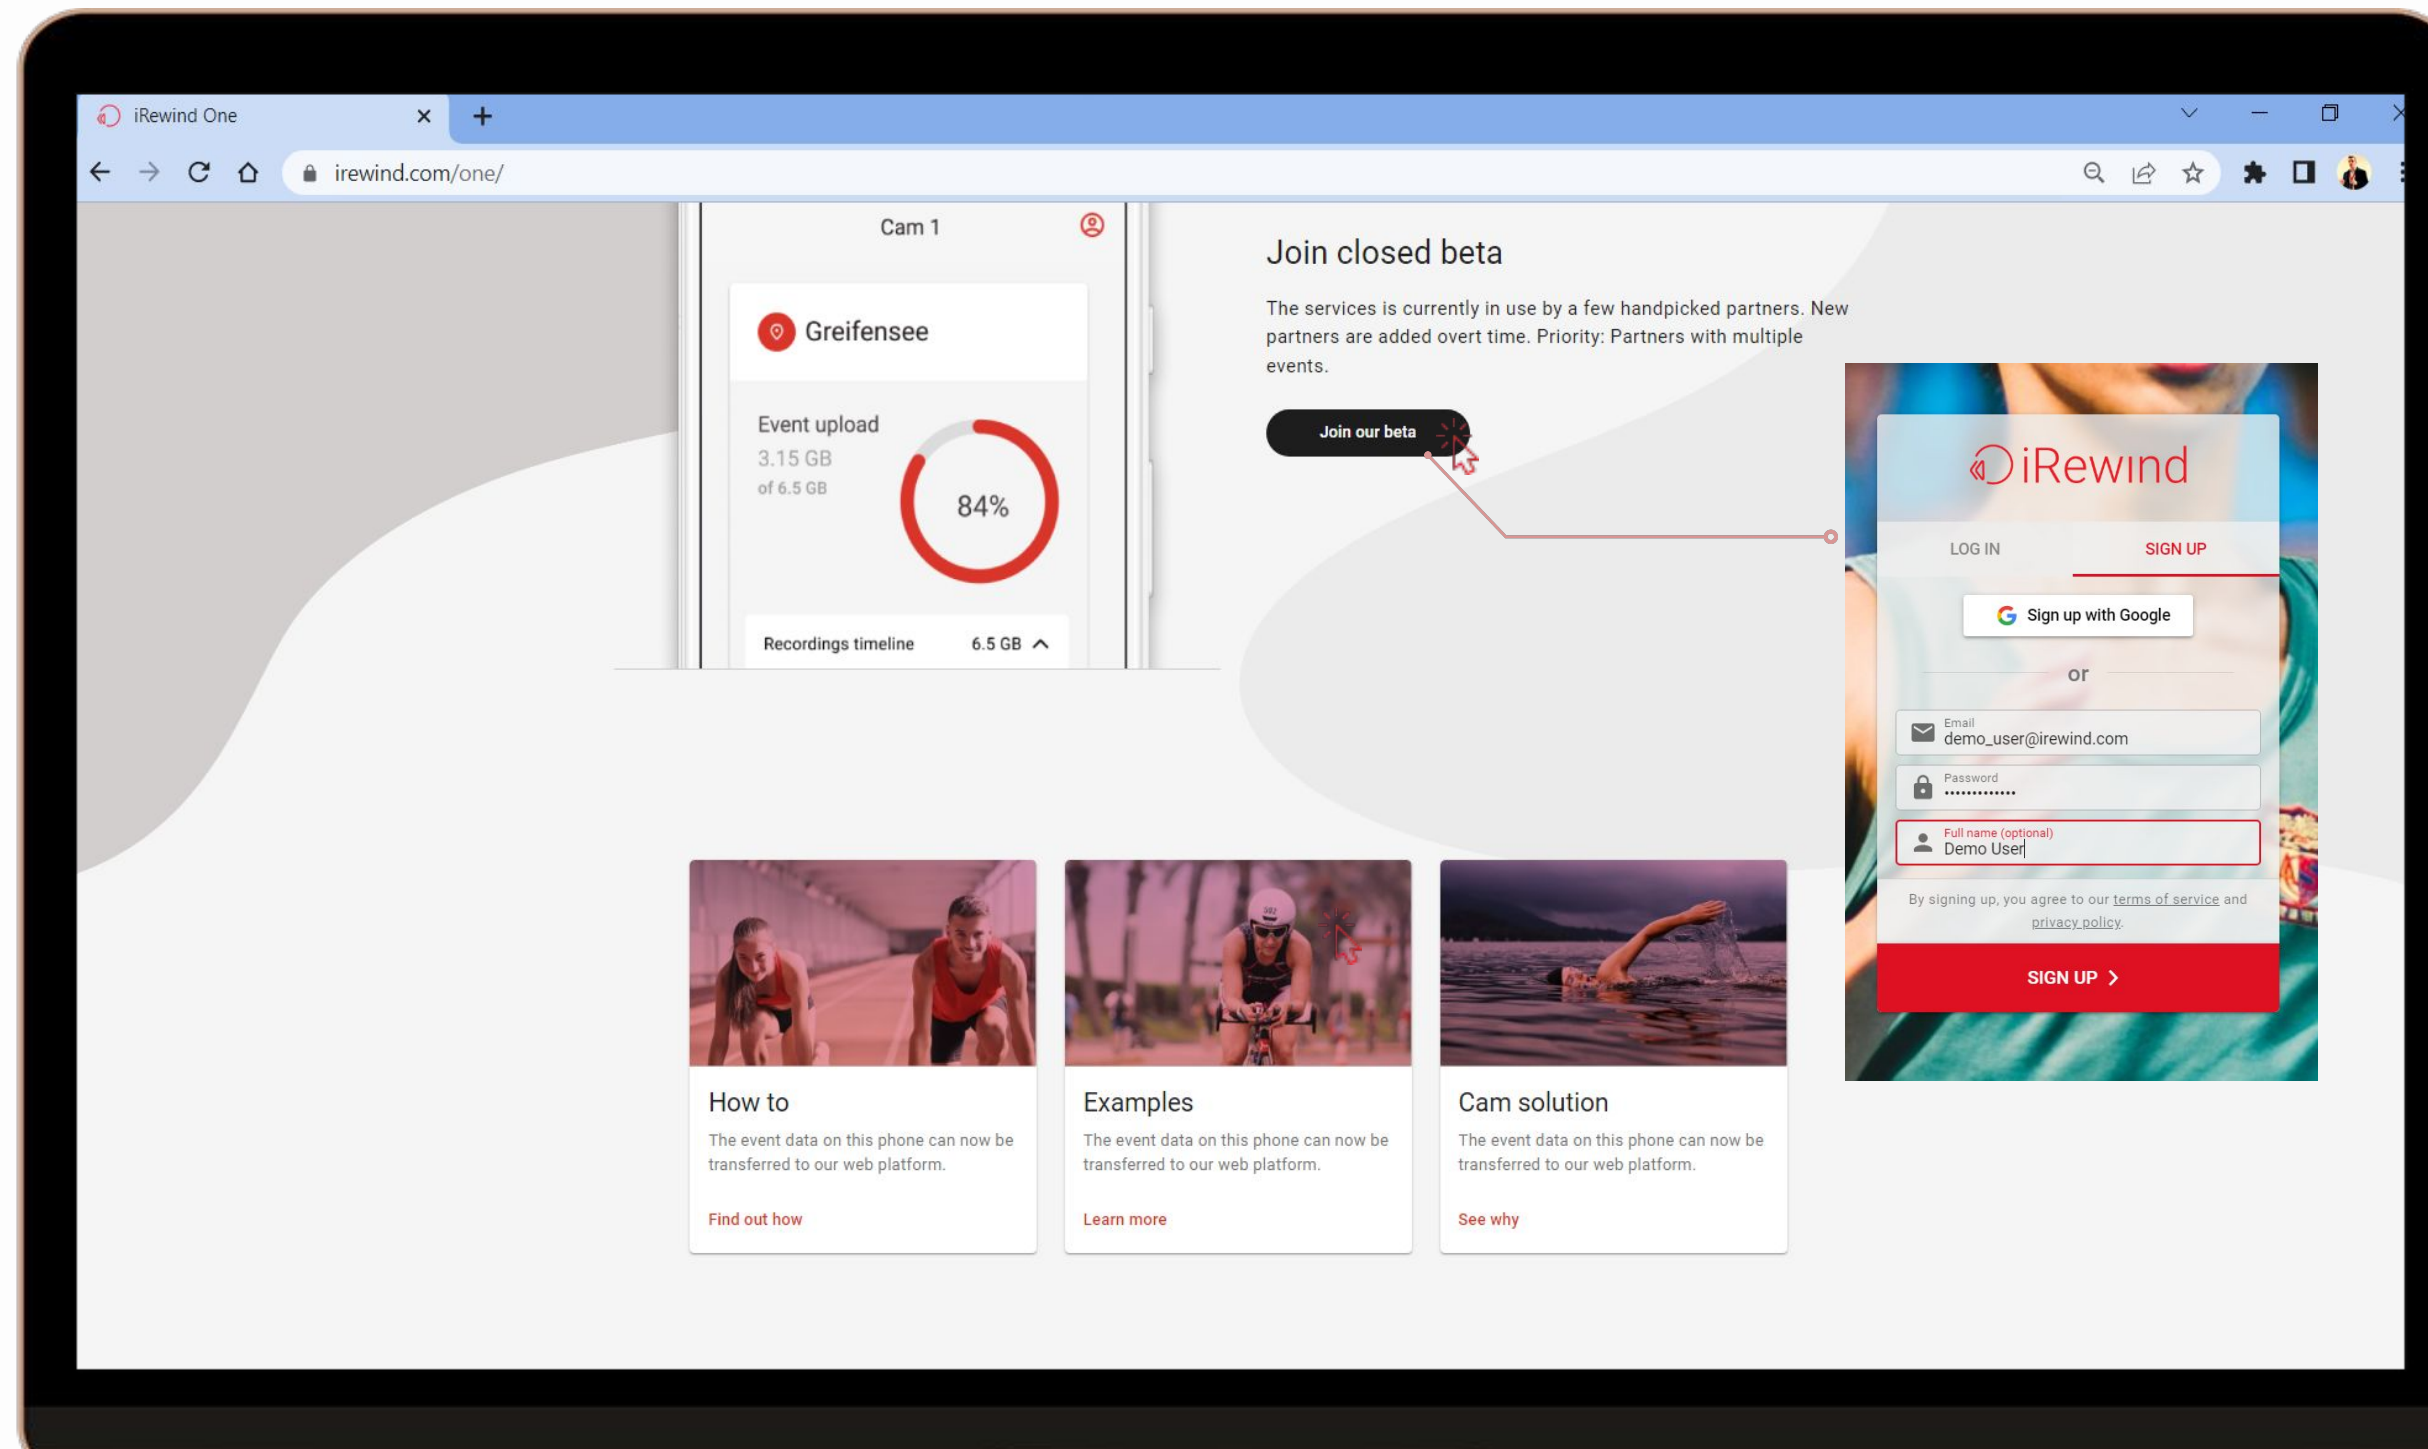 iRewind One
irewind.com/one/
Cam 1
Greifensee
Event upload
3.15 GB
of 6.5 GB
84%
Recordings timeline 6.5 GB
Join closed beta
The services is currently in use by a few handpicked partners. New
partners are added overt time. Priority: Partners with multiple
events.
Join our beta
iRewind
LOG IN SIGN UP
Sign up with Google
or
Email
demo_user@irewind.com
Password
Full name (optional)
Demo User
By signing up, you agree to our terms of service and
privacy policy.
SIGN UP
How to
The event data on this phone can now be
transferred to our web platform.
Find out how
Examples
The event data on this phone can now be
transferred to our web platform.
Learn more
Cam solution
The event data on this phone can now be
transferred to our web platform.
See why